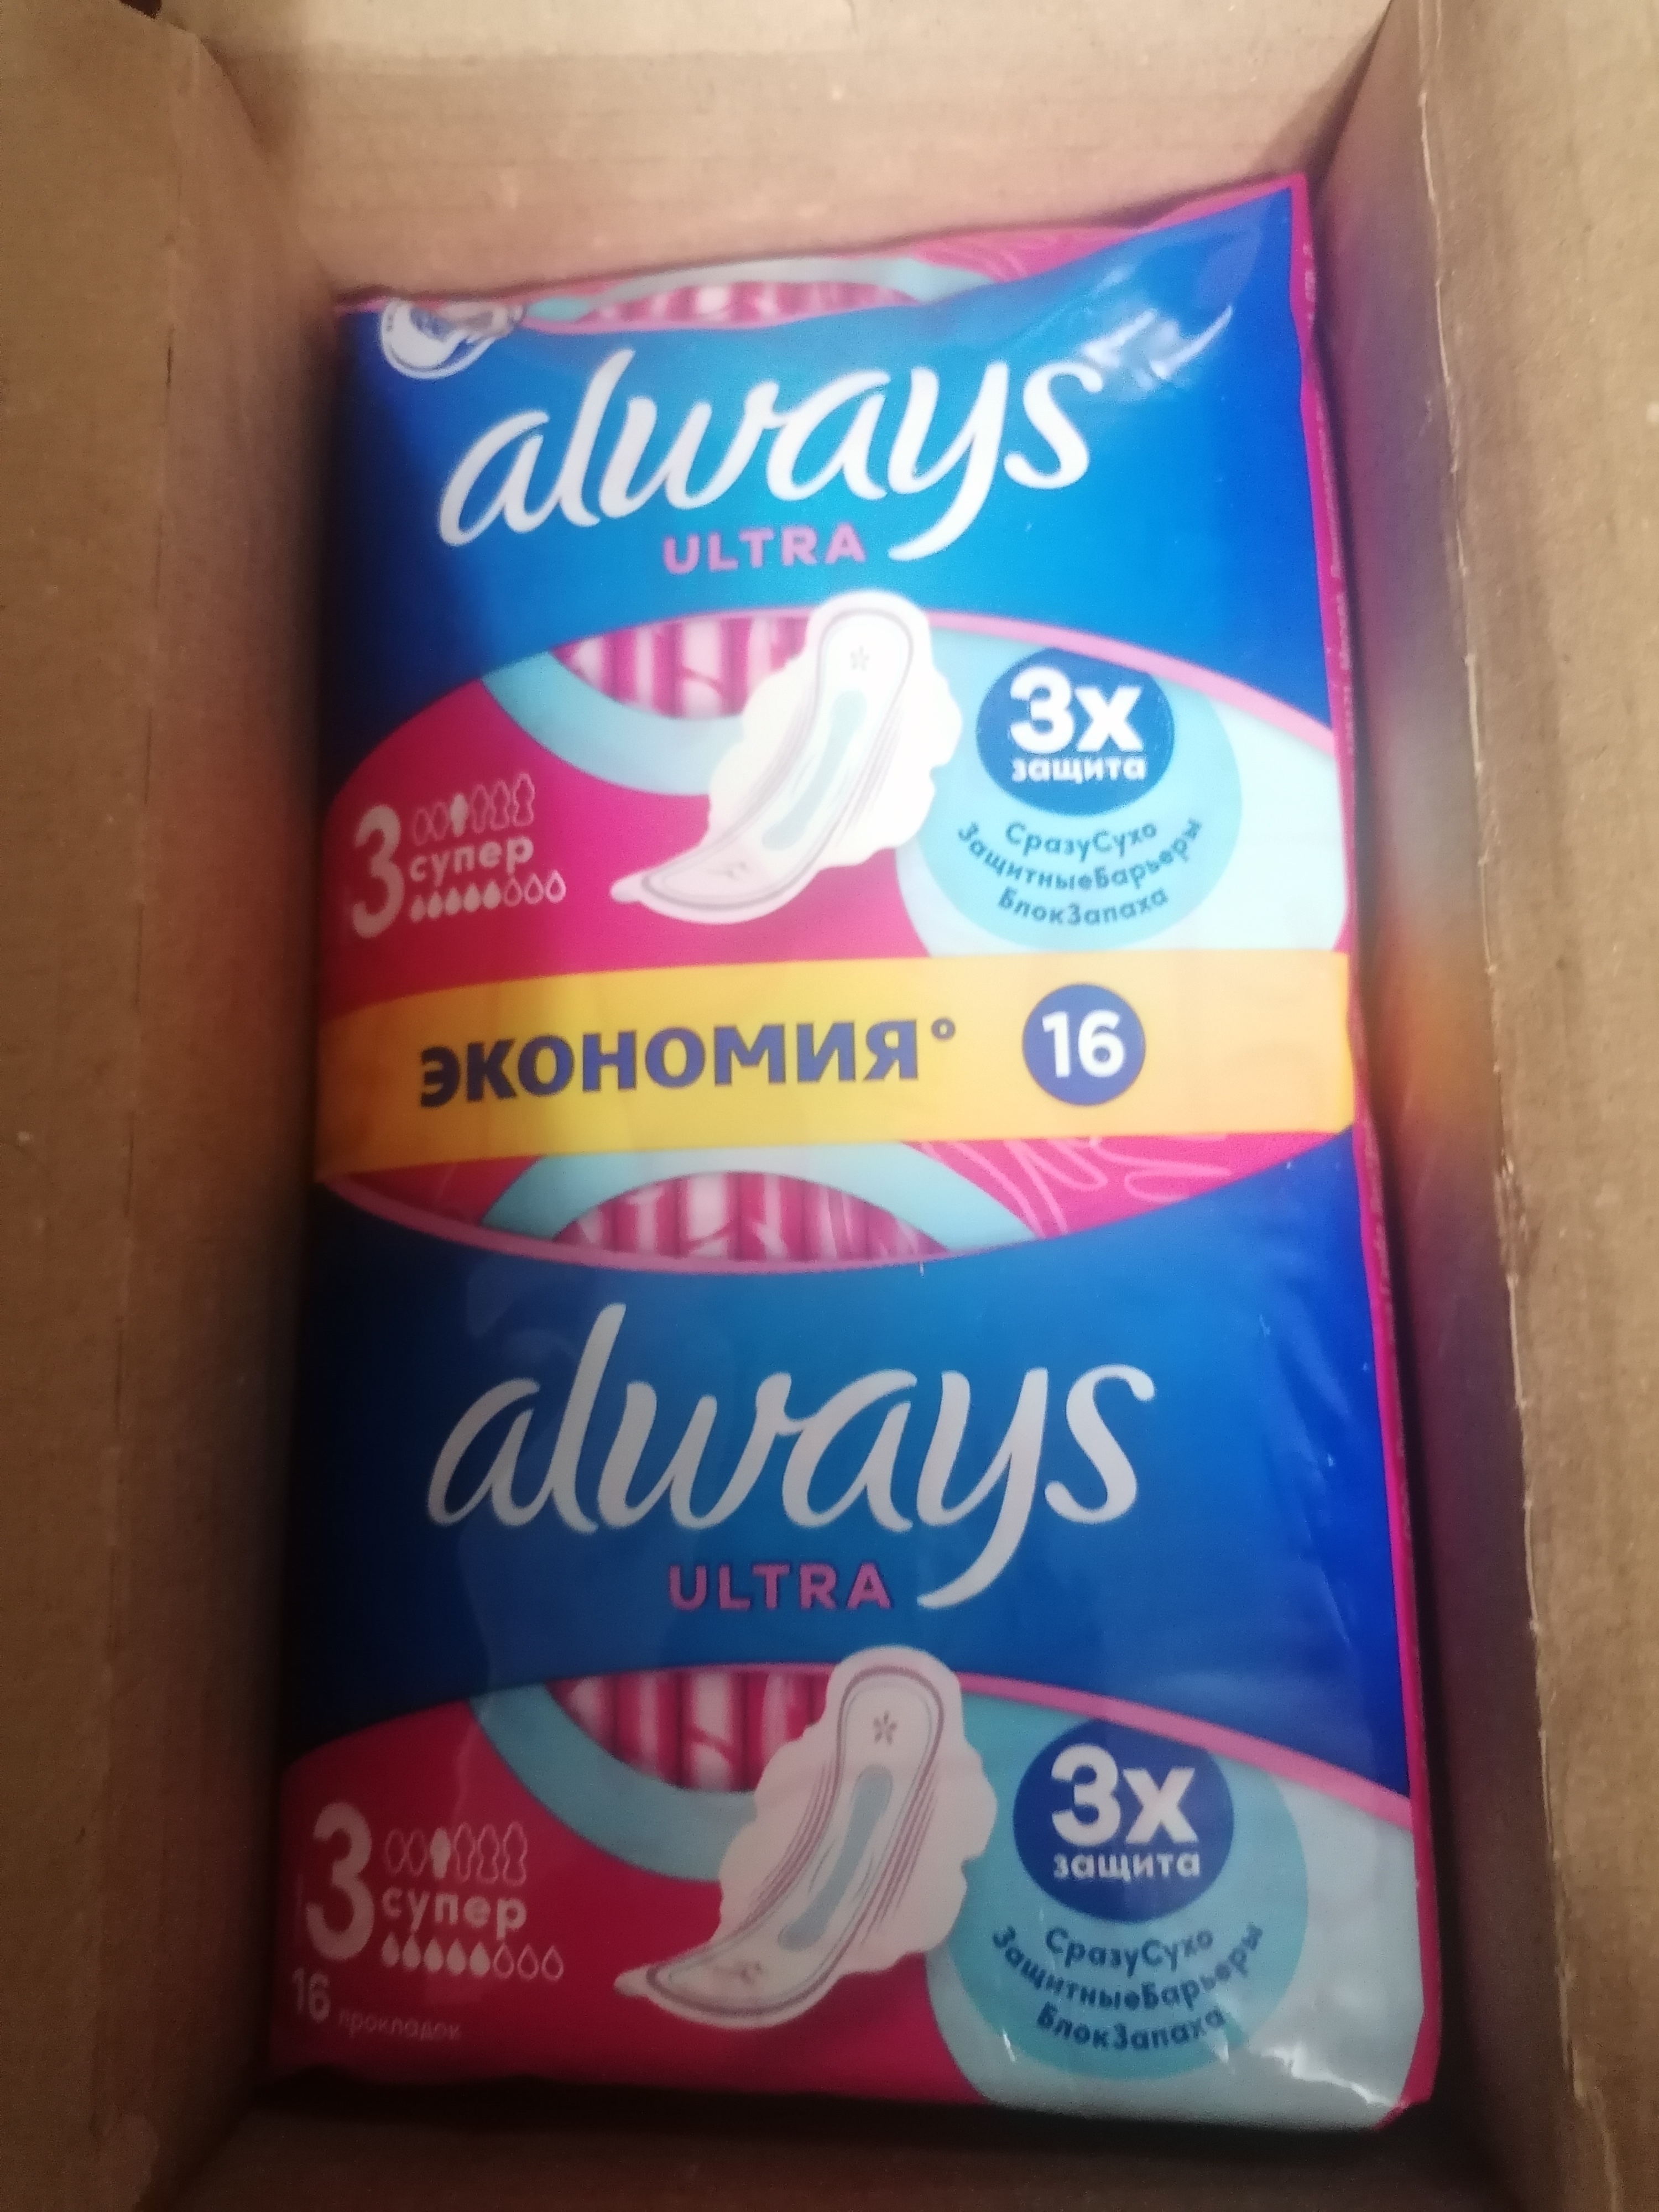 always
ULTRA
3x
защита
СразуСухо
ЗащитныеБарьеры
БлокЗапаха
3
супер
ЭКОНОМИЯ°
16
always
ULTRA
3x
защита
СразуСухо
ЗащитныеБарьеры
БлокЗапаха
3
супер
16 прокладок